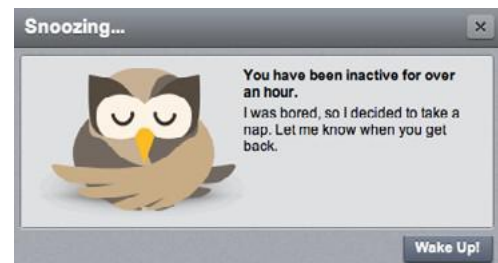 Snoozing...
You have been inactive for over
an hour.
I was bored, so I decided to take a
nap. Let me know when you get
back.
Wake Up!